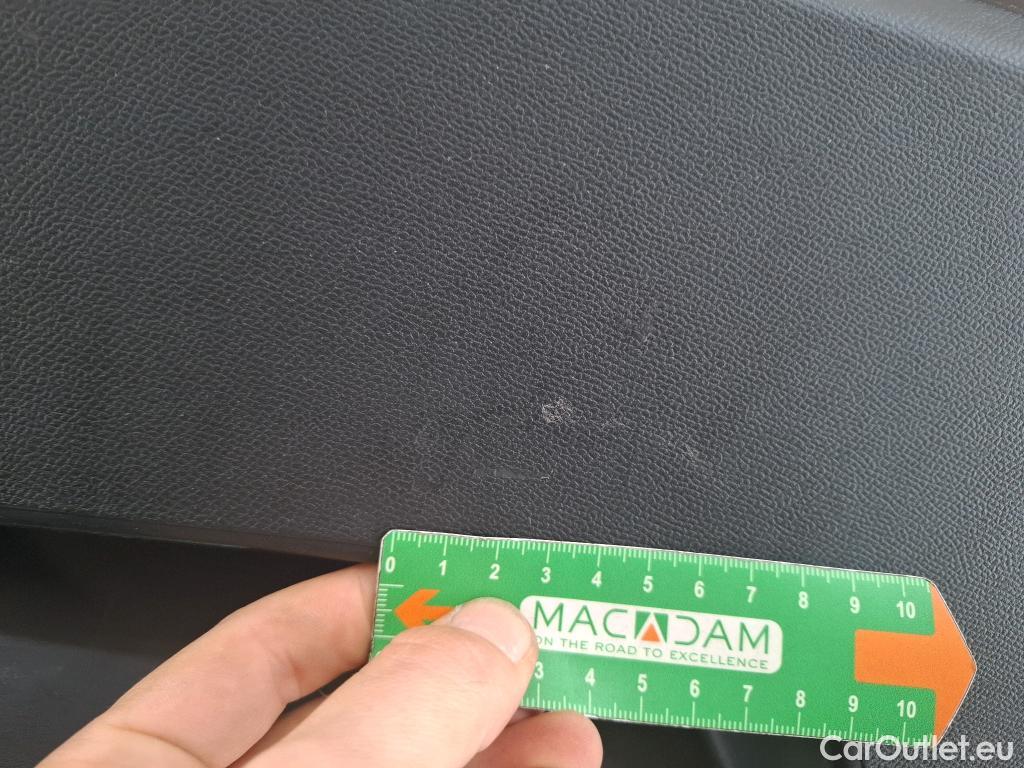 0 1 2 3 4 5 6 7 8 9 10
MACADAM
ON THE ROAD TO EXCELLENCE
3 4 5 6 7 8 9 10
CarOutlet.eu